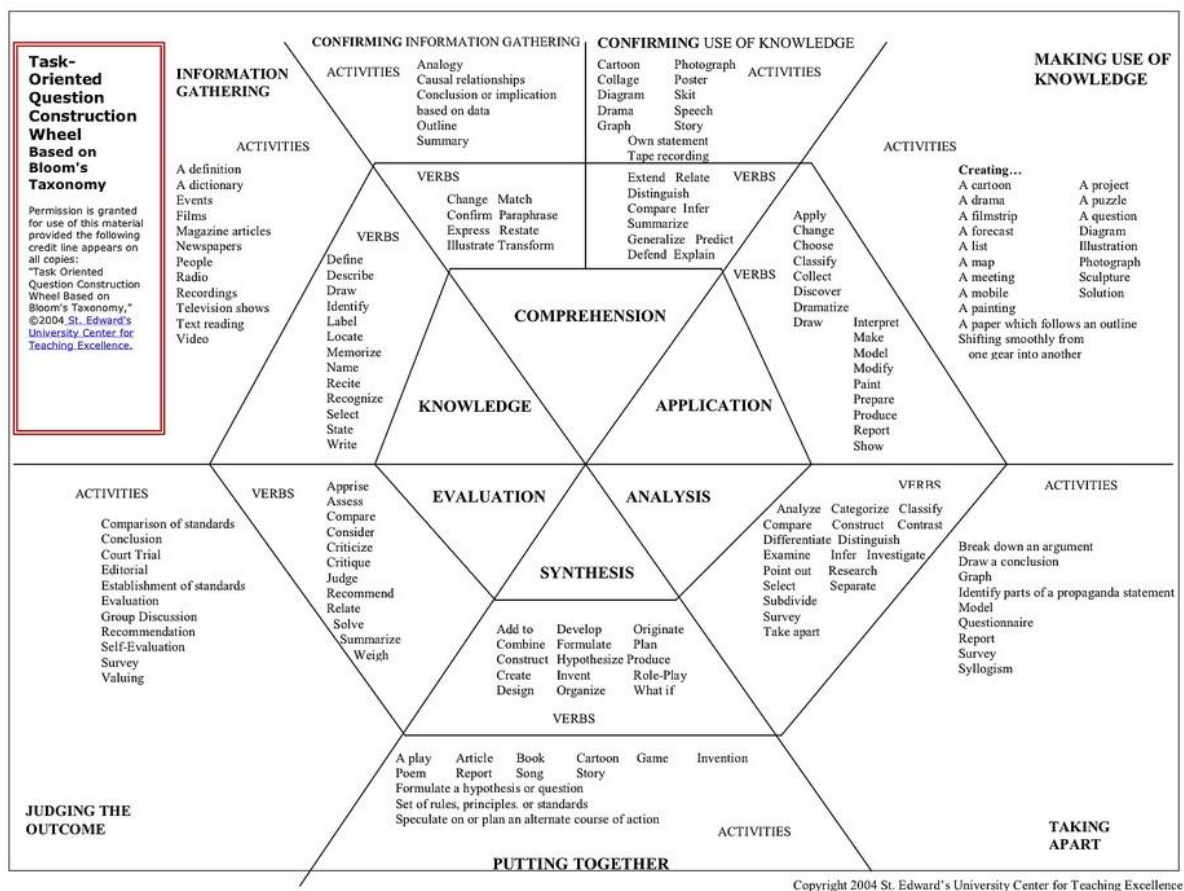 Task-
Oriented
Question
Construction
Wheel
Based on
Bloom's
Taxonomy
Permission is granted
for use of this material
provided the following
credit line appears on
all copies:
"Task Oriented
Question Construction
Wheel Based on
Bloom's Taxonomy,"
©2004 St. Edward's
University Center for
Teaching Excellence.
INFORMATION
GATHERING
ACTIVITIES
A definition
A dictionary
Events
Films
Magazine articles
Newspapers
People
Radio
Recordings
Television shows
Text reading
Video
VERBS
Define
Describe
Draw
Identify
Label
Locate
Memorize
Name
Recite
Recognize
Select
State
Write
KNOWLEDGE
CONFIRMING INFORMATION GATHERING
ACTIVITIES
Analogy
Causal relationships
Conclusion or implication
based on data
Outline
Summary
VERBS
Change Match
Confirm Paraphrase
Express Restate
Illustrate Transform
CONFIRMING USE OF KNOWLEDGE
ACTIVITIES
Cartoon Photograph
Collage Poster
Diagram Skit
Drama Speech
Graph Story
Own statement
Tape recording
VERBS
Extend Relate
Distinguish
Compare Infer
Summarize
Generalize Predict
Defend Explain
COMPREHENSION
MAKING USE OF
KNOWLEDGE
ACTIVITIES
Creating...
A cartoon A project
A drama A puzzle
A filmstrip A question
A forecast Diagram
A list Illustration
A map Photograph
A meeting Sculpture
A mobile Solution
A painting
A paper which follows an outline
Shifting smoothly from
one gear into another
VERBS
Apply
Change
Choose
Classify
Collect
Discover
Dramatize
Draw Interpret
Make
Model
Modify
Paint
Prepare
Produce
Report
Show
APPLICATION
ACTIVITIES
Comparison of standards
Conclusion
Court Trial
Editorial
Establishment of standards
Evaluation
Group Discussion
Recommendation
Self-Evaluation
Survey
Valuing
VERBS
Apprise
Assess
Compare
Consider
Criticize
Critique
Judge
Recommend
Relate
Solve
Summarize
Weigh
EVALUATION
JUDGING THE
OUTCOME
ANALYSIS
VERBS
Analyze Categorize Classify
Compare Construct Contrast
Differentiate Distinguish
Examine Infer Investigate
Point out Research
Select Separate
Subdivide
Survey
Take apart
ACTIVITIES
Break down an argument
Draw a conclusion
Graph
Identify parts of a propaganda statement
Model
Questionnaire
Report
Survey
Syllogism
TAKING
APART
SYNTHESIS
Add to Develop Originate
Combine Formulate Plan
Construct Hypothesize Produce
Create Invent Role-Play
Design Organize What if
VERBS
A play Article Book Cartoon Game Invention
Poem Report Song Story
Formulate a hypothesis or question
Set of rules, principles. or standards
Speculate on or plan an alternate course of action
ACTIVITIES
PUTTING TOGETHER
Copyright 2004 St. Edward's University Center for Teaching Excellence